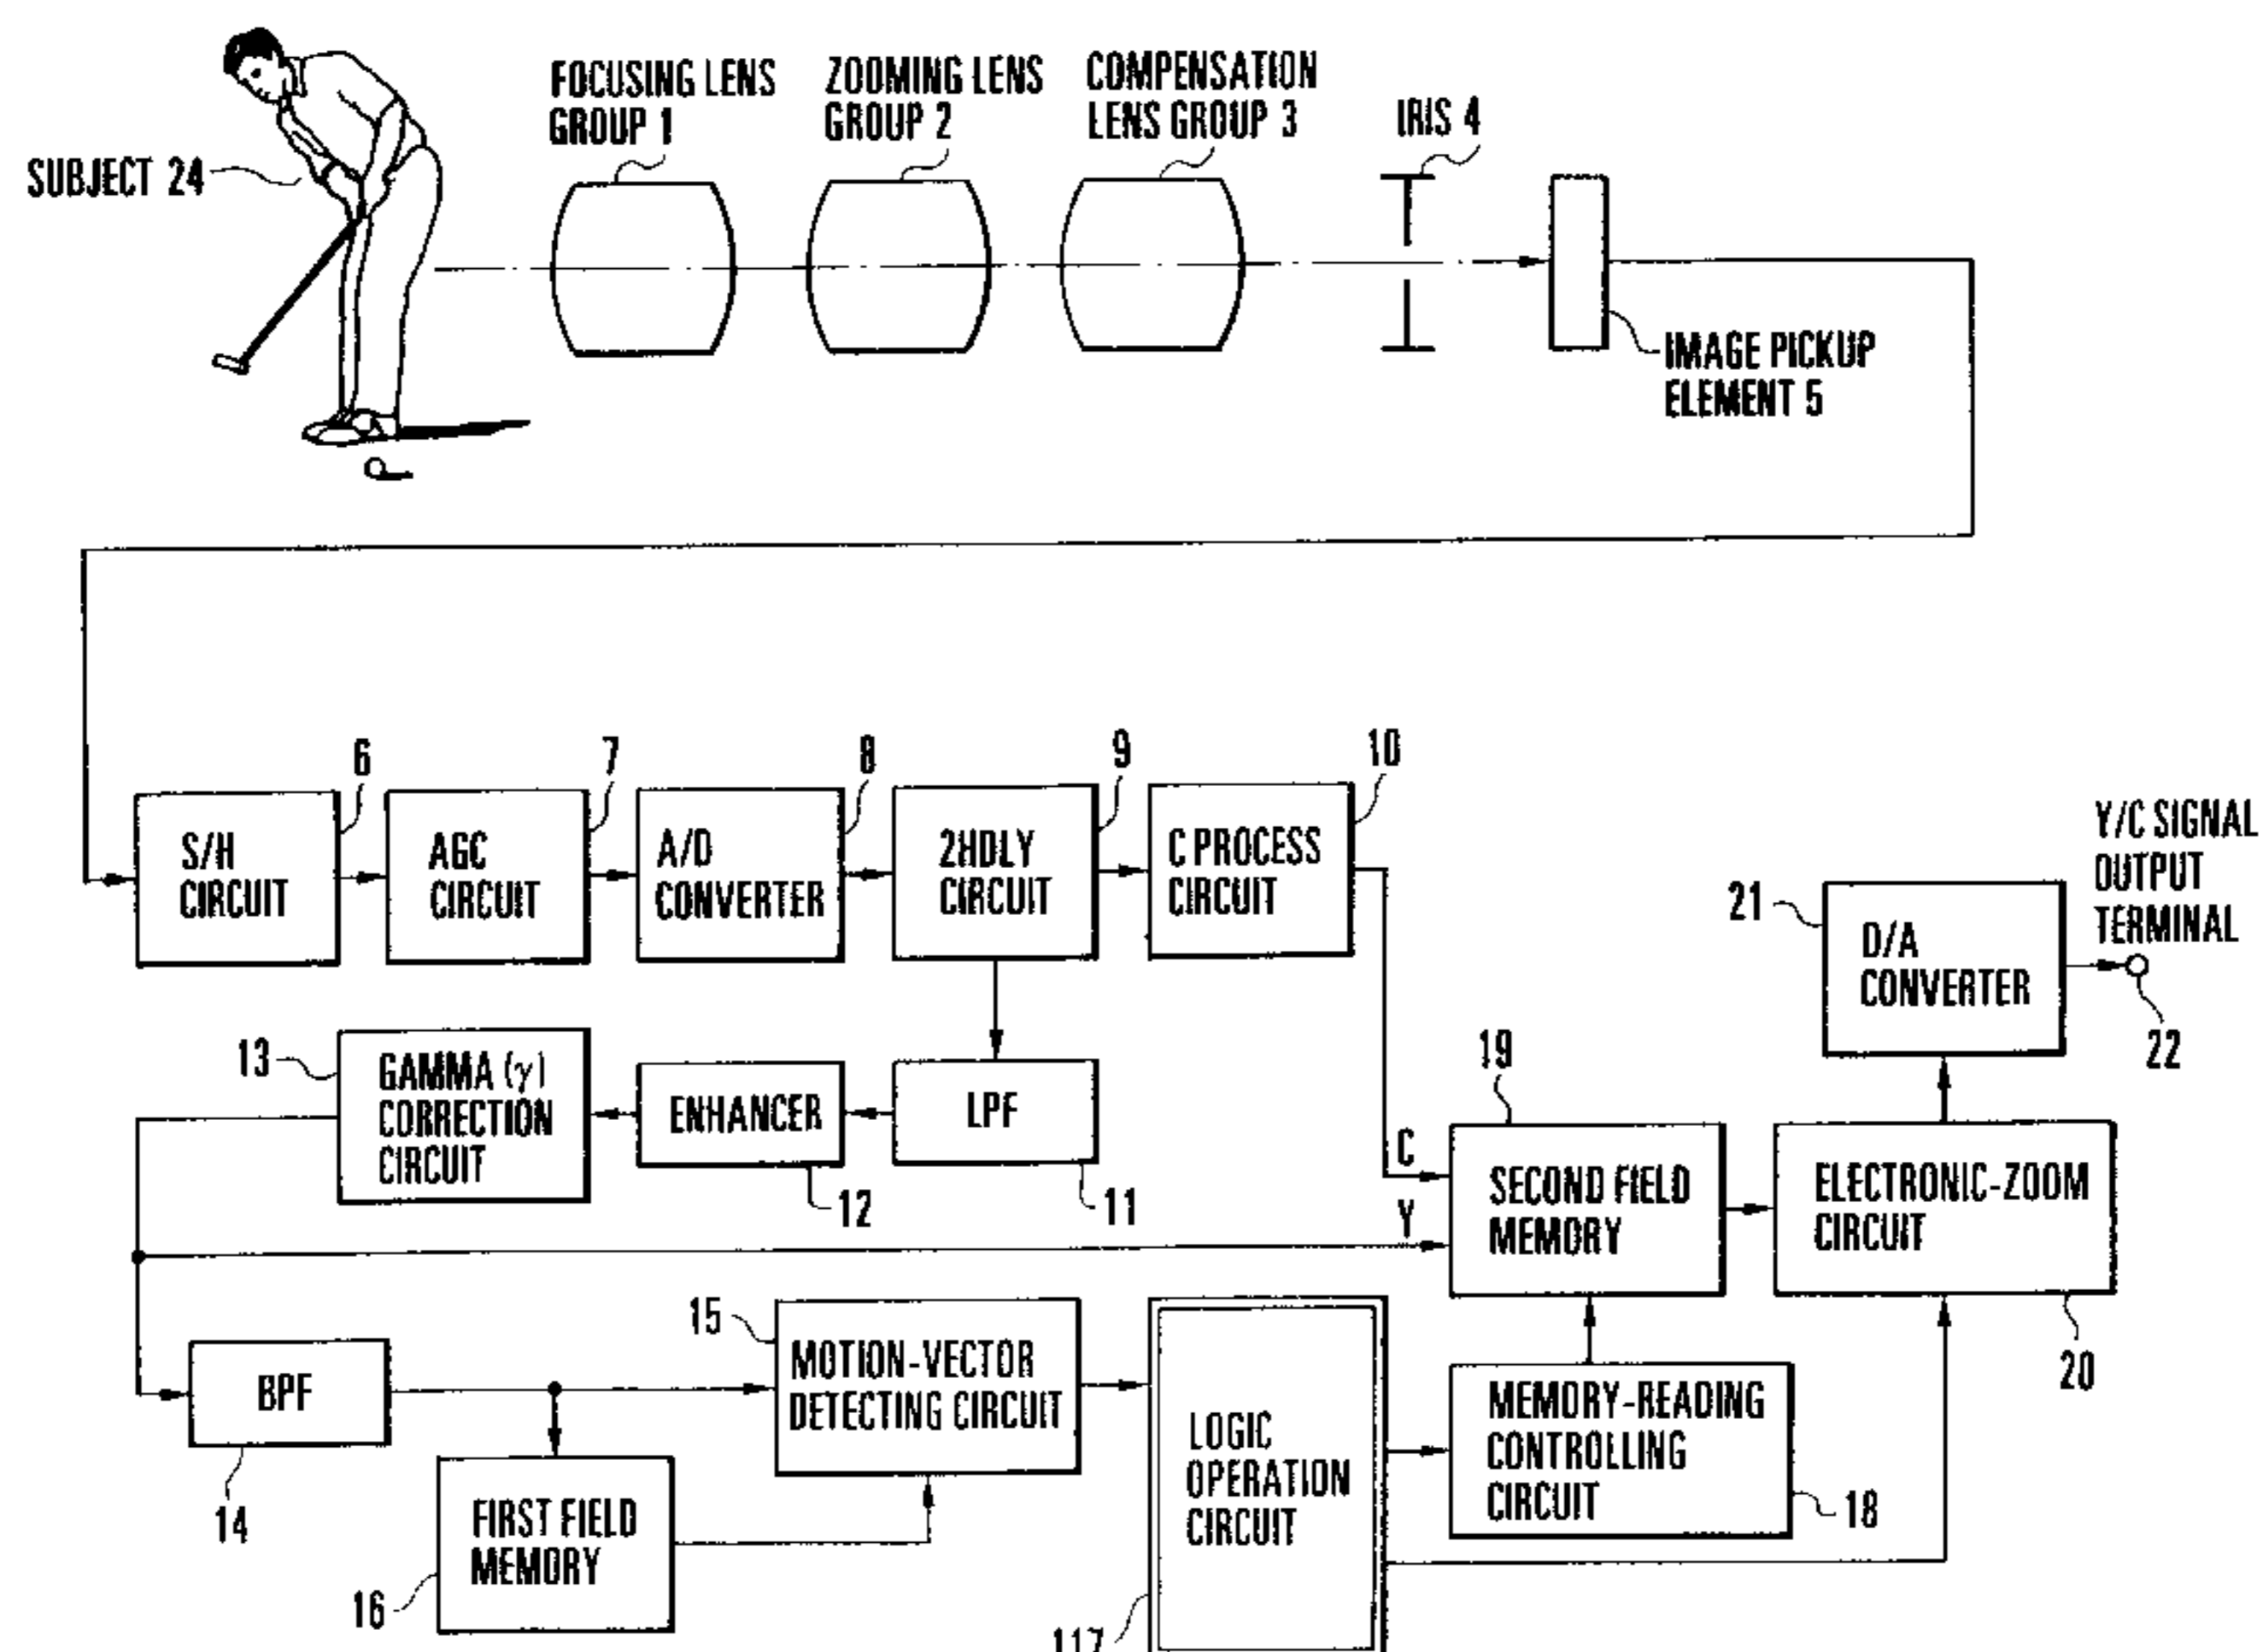 FOCUSING LENS
GROUP 1
ZOOMING LENS
GROUP 2
COMPENSATION
LENS GROUP 3
IRIS 4
SUBJECT 24
IMAGE PICKUP
ELEMENT 5
6
7
8
9
10
S/H
CIRCUIT
AGC
CIRCUIT
A/D
CONVERTER
2HDLY
CIRCUIT
C PROCESS
CIRCUIT
Y/C SIGNAL
OUTPUT
TERMINAL
21
D/A
CONVERTER
22
13
GAMMA (γ)
CORRECTION
CIRCUIT
ENHANCER
LPF
12
11
19
C
Y
SECOND FIELD
MEMORY
ELECTRONIC-ZOOM
CIRCUIT
20
15
BPF
14
MOTION-VECTOR
DETECTING CIRCUIT
FIRST FIELD
MEMORY
16
LOGIC
OPERATION
CIRCUIT
117
MEMORY-READING
CONTROLLING
CIRCUIT
18